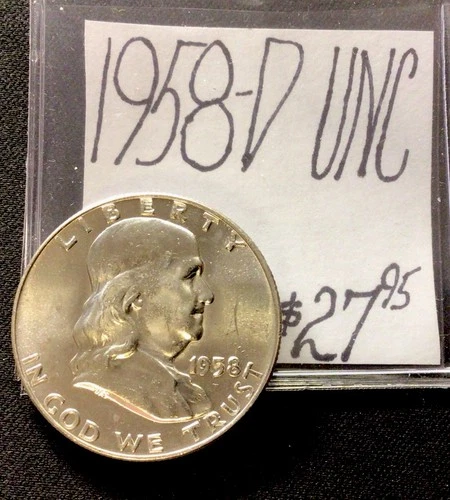 1958-D UNC
$27.95
LIBERTY
1958
IN GOD WE TRUST